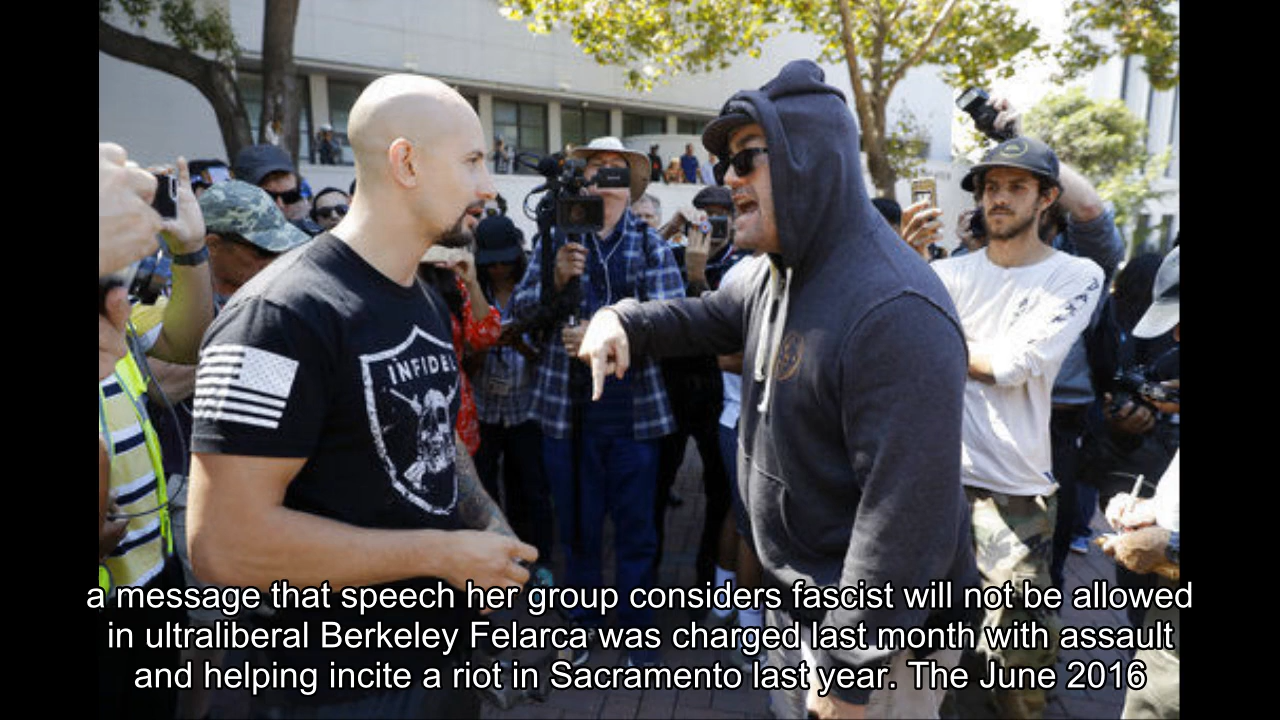 INFIDEL
a message that speech her group considers fascist will not be allowed
in ultraliberal Berkeley Felarca was charged last month with assault
and helping incite a riot in Sacramento last year. The June 2016